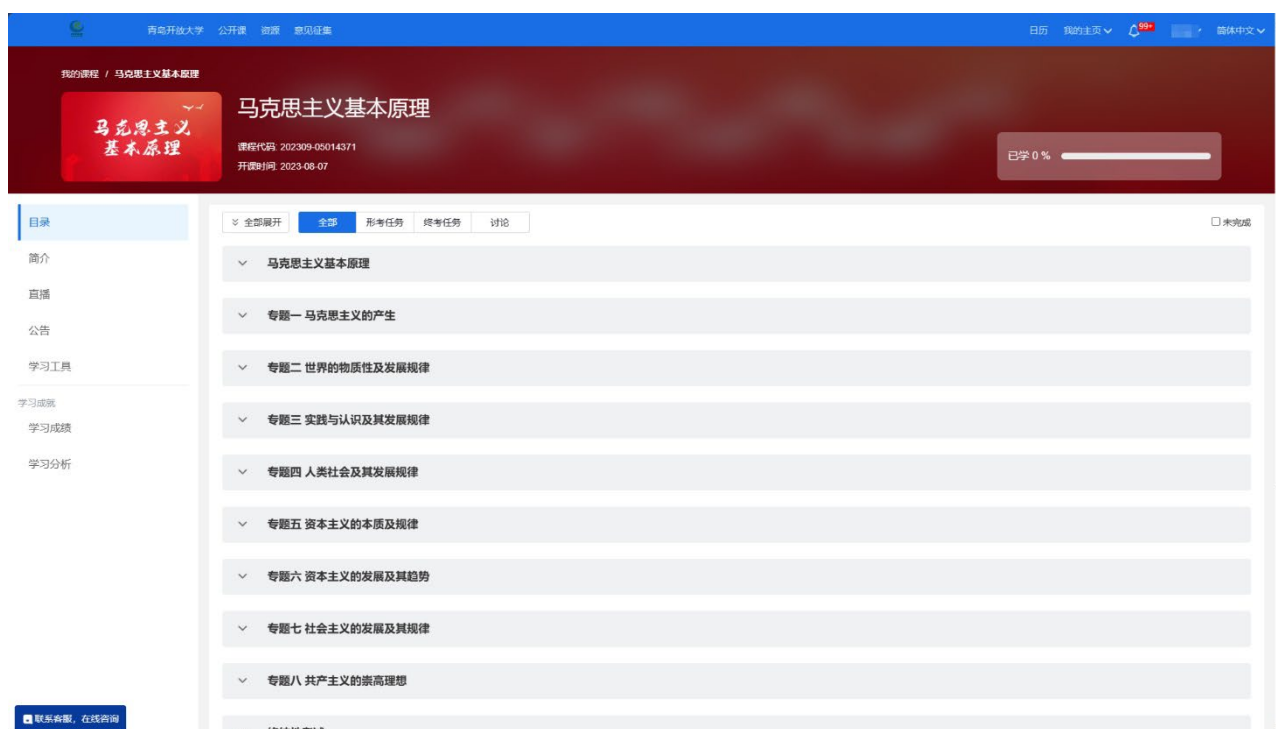 青岛开放大学 公开课 资源 意见征集 日历 我的主页 99+ 简体中文
我的课程 / 马克思主义基本原理
马克思主义
基本原理
马克思主义基本原理
课程代码: 202309-05014371
开课时间: 2023-08-07
已学 0 %
目录
简介
直播
公告
学习工具
学习成就
学习成绩
学习分析
全部展开 全部 形考任务 终考任务 讨论 未完成
马克思主义基本原理
专题一 马克思主义的产生
专题二 世界的物质性及发展规律
专题三 实践与认识及其发展规律
专题四 人类社会及其发展规律
专题五 资本主义的本质及规律
专题六 资本主义的发展及其趋势
专题七 社会主义的发展及其规律
专题八 共产主义的崇高理想
联系客服，在线咨询